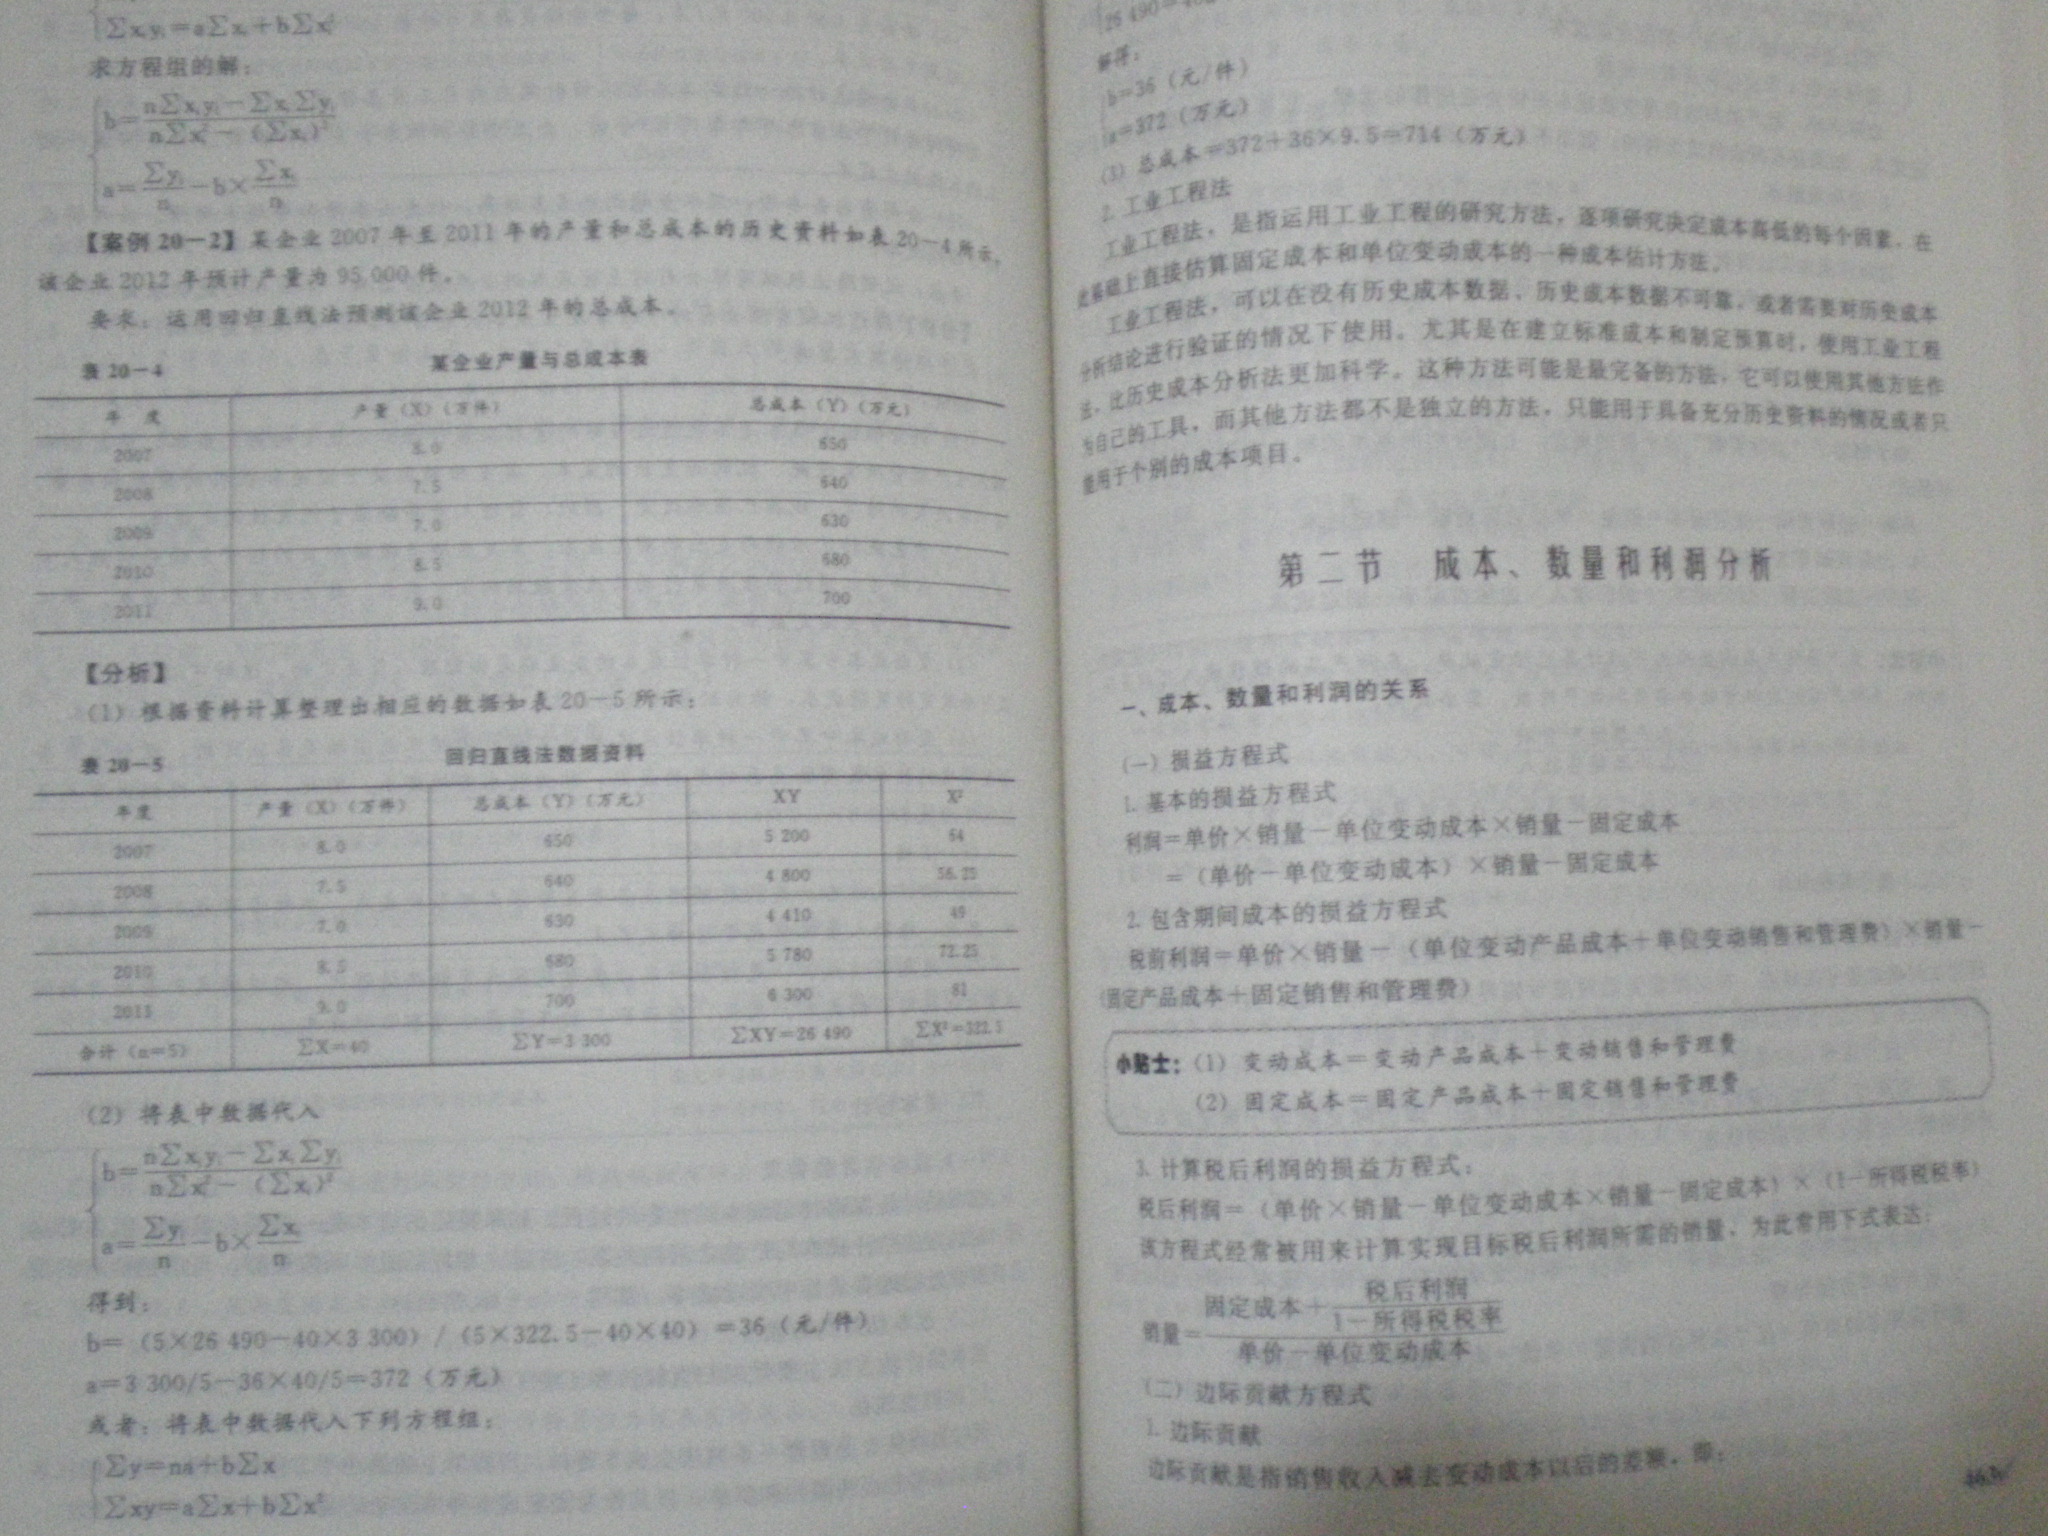 ∑xᵢyᵢ=a∑xᵢ+b∑xᵢ²
求方程组的解：
b=(n∑xᵢyᵢ-∑xᵢ∑yᵢ)/(n∑xᵢ²-(∑xᵢ)²)
a=∑yᵢ/n-b×∑xᵢ/n
【案例20-2】某企业2007年至2011年的产量和总成本的历史资料如表20-4所示，
该企业2012年预计产量为95 000件。
要求：运用回归直线法预测该企业2012年的总成本。
表20-4 某企业产量与总成本表
年 度 产量（X）（万件） 总成本（Y）（万元）
2007 8.0 650
2008 7.5 640
2009 7.0 630
2010 8.5 680
2011 9.0 700
【分析】
（1）根据资料计算整理出相应的数据如表20-5所示：
表20-5 回归直线法数据资料
年度 产量（X）（万件） 总成本（Y）（万元） XY X²
2007 8.0 650 5 200 64
2008 7.5 640 4 800 56.25
2009 7.0 630 4 410 49
2010 8.5 680 5 780 72.25
2011 9.0 700 6 300 81
合计（n=5） ∑X=40 ∑Y=3 300 ∑XY=26 490 ∑X²=322.5
（2）将表中数据代入
b=(n∑xᵢyᵢ-∑xᵢ∑yᵢ)/(n∑xᵢ²-(∑xᵢ)²)
a=∑yᵢ/n-b×∑xᵢ/n
得到：
b=（5×26 490-40×3 300）/（5×322.5-40×40）=36（元/件）
a=3 300/5-36×40/5=372（万元）
或者：将表中数据代入下列方程组：
∑y=na+b∑x
∑xy=a∑x+b∑x²
26 490=40a
解得：
b=36（元/件）
a=372（万元）
（3）总成本=372+36×9.5=714（万元）
2. 工业工程法
工业工程法，是指运用工业工程的研究方法，逐项研究决定成本高低的每个因素，在
此基础上直接估算固定成本和单位变动成本的一种成本估计方法。
工业工程法，可以在没有历史成本数据、历史成本数据不可靠，或者需要对历史成本
分析结论进行验证的情况下使用。尤其是在建立标准成本和制定预算时，使用工业工程
法，比历史成本分析法更加科学。这种方法可能是最完备的方法，它可以使用其他方法作
为自己的工具，而其他方法都不是独立的方法，只能用于具备充分历史资料的情况或者只
能用于个别的成本项目。
第二节 成本、数量和利润分析
一、成本、数量和利润的关系
（一）损益方程式
1. 基本的损益方程式
利润=单价×销量-单位变动成本×销量-固定成本
=（单价-单位变动成本）×销量-固定成本
2. 包含期间成本的损益方程式
税前利润=单价×销量-（单位变动产品成本+单位变动销售和管理费）×销量-
（固定产品成本+固定销售和管理费）
小贴士：（1）变动成本=变动产品成本+变动销售和管理费
（2）固定成本=固定产品成本+固定销售和管理费
3. 计算税后利润的损益方程式：
税后利润=（单价×销量-单位变动成本×销量-固定成本）×（1-所得税税率）
该方程式经常被用来计算实现目标税后利润所需的销量，为此常用下式表达：
销量=(固定成本+税后利润/(1-所得税税率))/(单价-单位变动成本)
（二）边际贡献方程式
1. 边际贡献
边际贡献是指销售收入减去变动成本以后的差额，即：